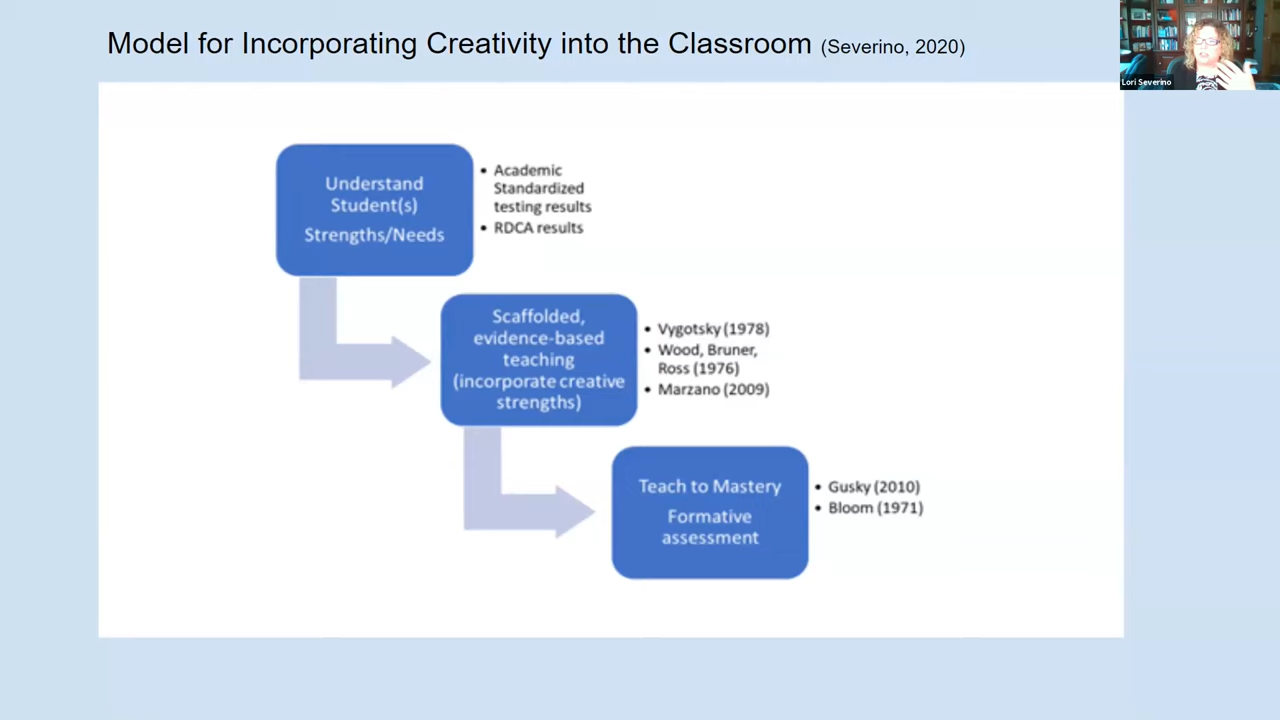 Model for Incorporating Creativity into the Classroom (Severino, 2020)
Lori Severino
Understand
Student(s)
Strengths/Needs
• Academic
Standardized
testing results
• RDCA results
Scaffolded,
evidence-based
teaching
(incorporate creative
strengths)
• Vygotsky (1978)
• Wood, Bruner,
Ross (1976)
• Marzano (2009)
Teach to Mastery
Formative
assessment
• Gusky (2010)
• Bloom (1971)